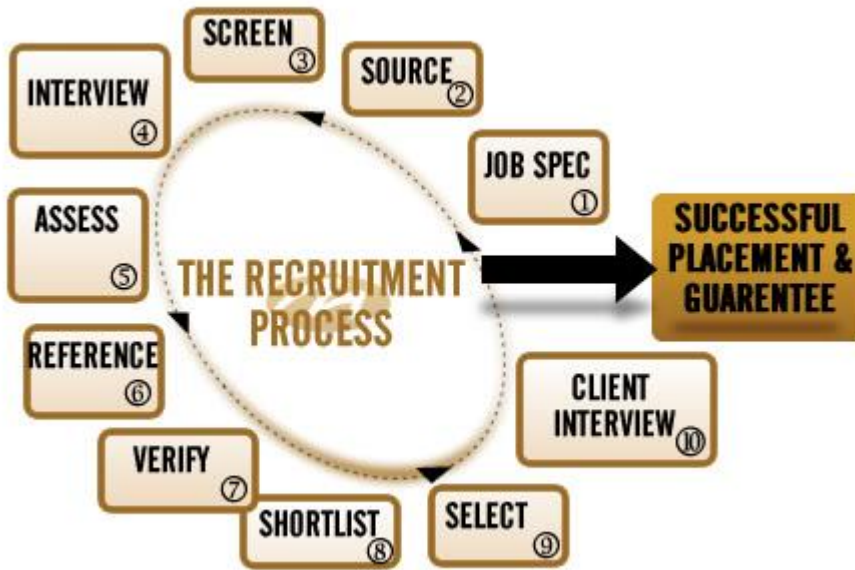 SCREEN
③
SOURCE
②
INTERVIEW
④
JOB SPEC
①
ASSESS
⑤
SUCCESSFUL
PLACEMENT &
GUARENTEE
THE RECRUITMENT
PROCESS
REFERENCE
⑥
CLIENT
INTERVIEW
⑩
VERIFY
⑦
SHORTLIST
⑧
SELECT
⑨